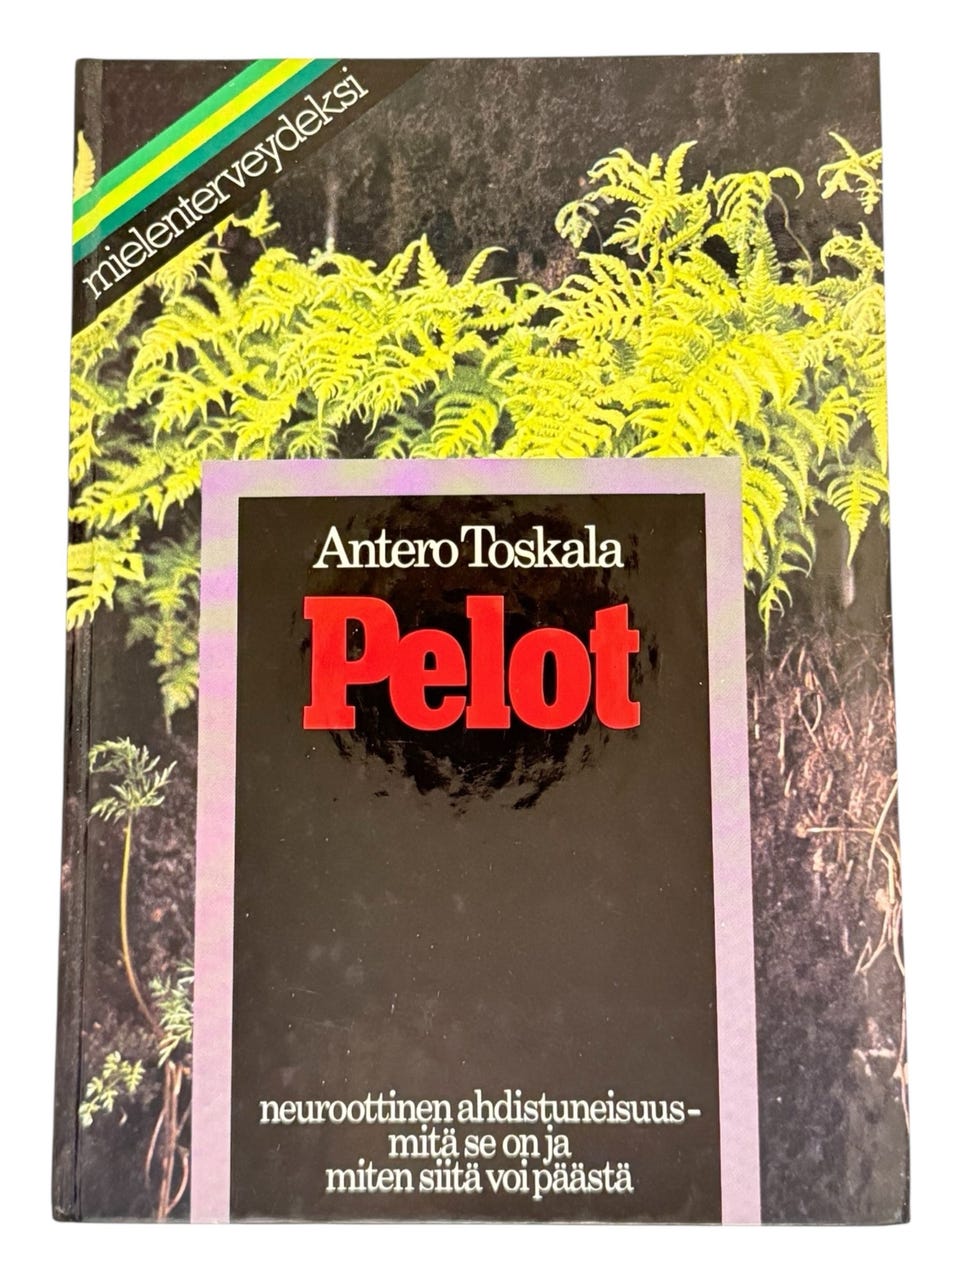 mielenterveydeksi
Antero Toskala
Pelot
neuroottinen ahdistuneisuus-
mitä se on ja
miten siitä voi päästä